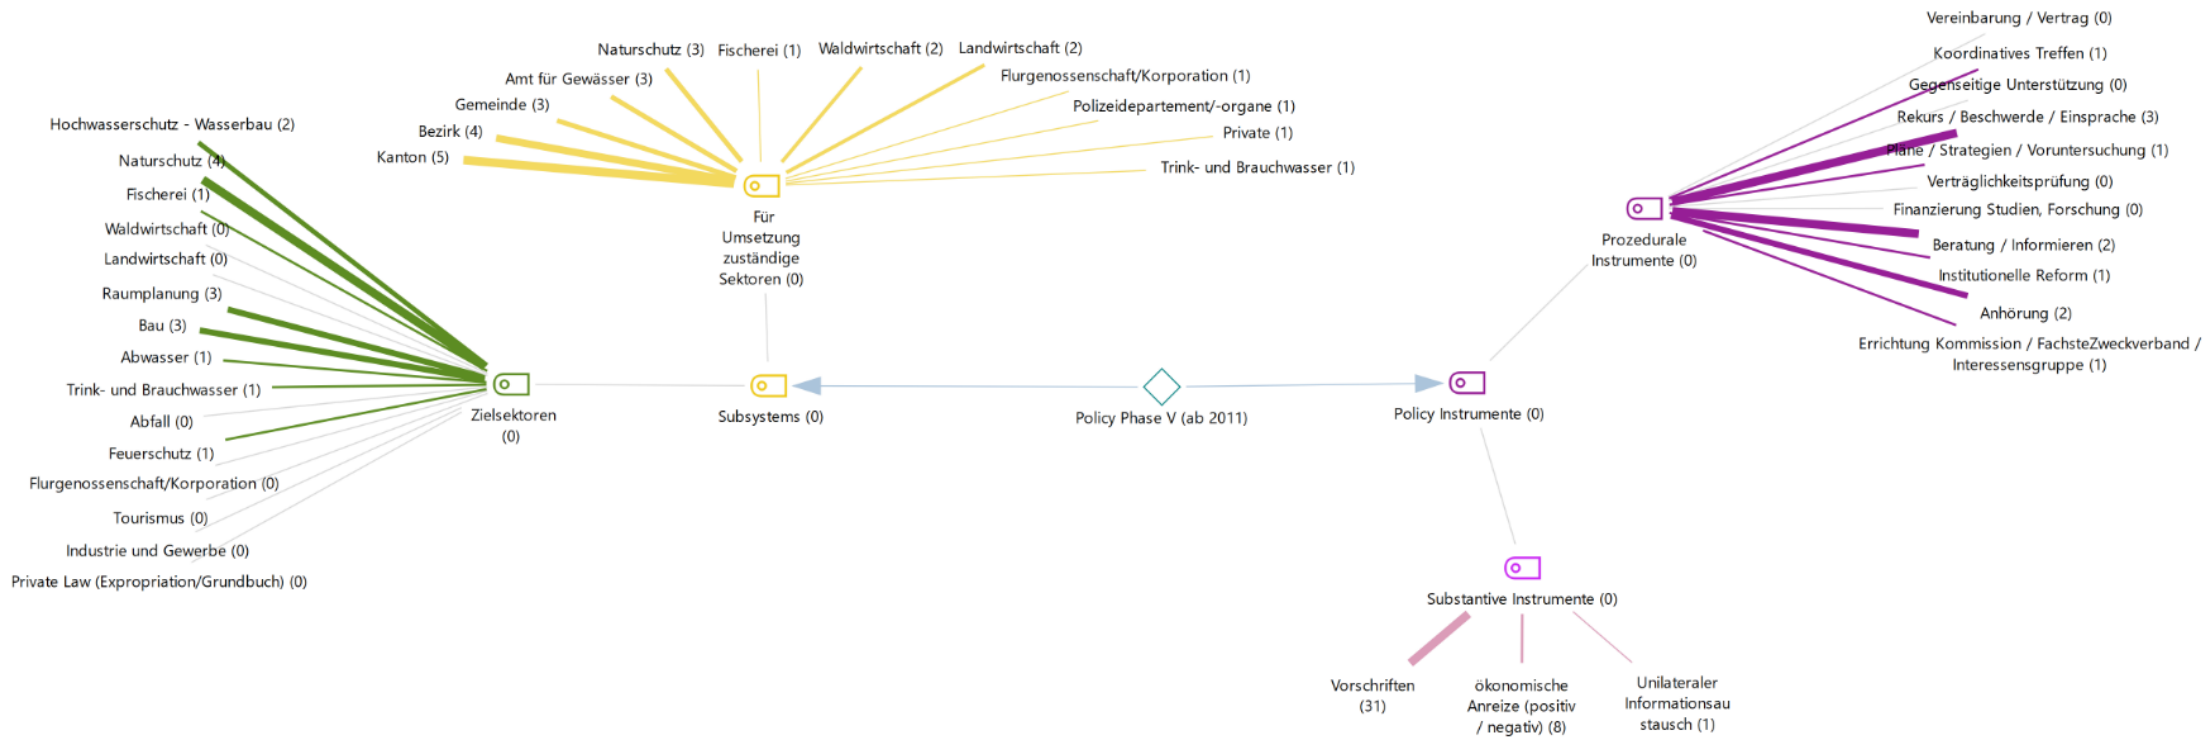 Hochwasserschutz - Wasserbau (2)
Naturschutz (4)
Fischerei (1)
Waldwirtschaft (0)
Landwirtschaft (0)
Raumplanung (3)
Bau (3)
Abwasser (1)
Trink- und Brauchwasser (1)
Abfall (0)
Feuerschutz (1)
Flurgenossenschaft/Korporation (0)
Tourismus (0)
Industrie und Gewerbe (0)
Private Law (Expropriation/Grundbuch) (0)
Zielsektoren
(0)
Kanton (5)
Bezirk (4)
Gemeinde (3)
Amt für Gewässer (3)
Naturschutz (3)
Fischerei (1)
Waldwirtschaft (2)
Landwirtschaft (2)
Flurgenossenschaft/Korporation (1)
Polizeidepartement/-organe (1)
Private (1)
Trink- und Brauchwasser (1)
Für
Umsetzung
zuständige
Sektoren (0)
Subsystems (0)
Policy Phase V (ab 2011)
Policy Instrumente (0)
Prozedurale
Instrumente (0)
Vereinbarung / Vertrag (0)
Koordinatives Treffen (1)
Gegenseitige Unterstützung (0)
Rekurs / Beschwerde / Einsprache (3)
Pläne / Strategien / Voruntersuchung (1)
Verträglichkeitsprüfung (0)
Finanzierung Studien, Forschung (0)
Beratung / Informieren (2)
Institutionelle Reform (1)
Anhörung (2)
Errichtung Kommission / FachsteZweckverband /
Interessensgruppe (1)
Substantive Instrumente (0)
Vorschriften
(31)
ökonomische
Anreize (positiv
/ negativ) (8)
Unilateraler
Informationsau
stausch (1)